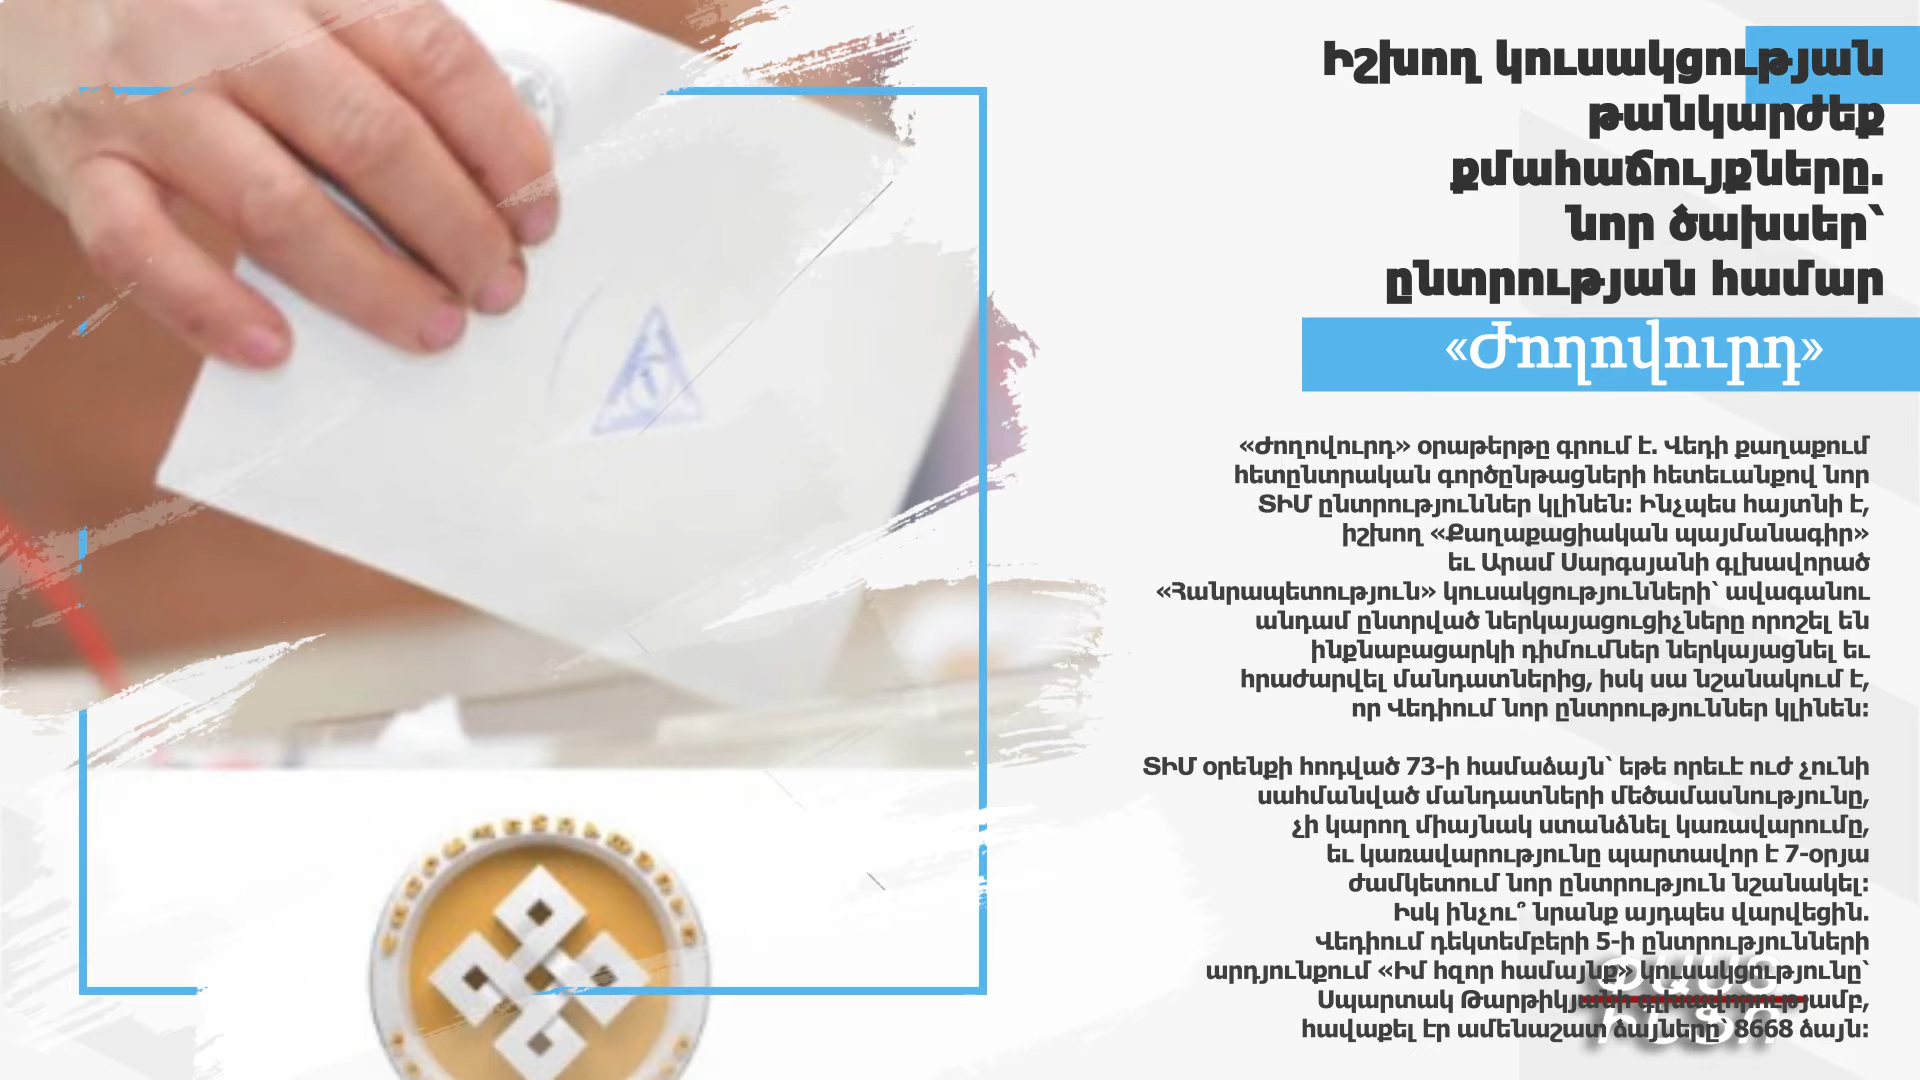 Իշխող կուսակցության
թանկարժեք
քմահաճույքները.
նոր ծախսեր՝
ընտրության համար
«Ժողովուրդ»
«Ժողովուրդ» օրաթերթը գրում է. Վեդի քաղաքում
հետընտրական գործընթացների հետեւանքով նոր
ՏԻՄ ընտրություններ կլինեն: Ինչպես հայտնի է,
իշխող «Քաղաքացիական պայմանագիր»
եւ Արամ Սարգսյանի գլխավորած
«Հանրապետություն» կուսակցությունների՝ ավագանու
անդամ ընտրված ներկայացուցիչները որոշել են
ինքնաբացարկի դիմումներ ներկայացնել եւ
հրաժարվել մանդատներից, իսկ սա նշանակում է,
որ Վեդիում նոր ընտրություններ կլինեն:
ՏԻՄ օրենքի հոդված 73-ի համաձայն՝ եթե որեւէ ուժ չունի
սահմանված մանդատների մեծամասնությունը,
չի կարող միայնակ ստանձնել կառավարումը,
եւ կառավարությունը պարտավոր է 7-օրյա
ժամկետում նոր ընտրություն նշանակել:
Իսկ ինչու՞ նրանք այդպես վարվեցին.
Վեդիում դեկտեմբերի 5-ի ընտրությունների
արդյունքում «Իմ հզոր համայնք» կուսակցությունը՝
Սպարտակ Թարթիկյանի գլխավորությամբ,
հավաքել էր ամենաշատ ձայները՝ 8668 ձայն:
ՓԱՍՏ
ԻՆՖՈ